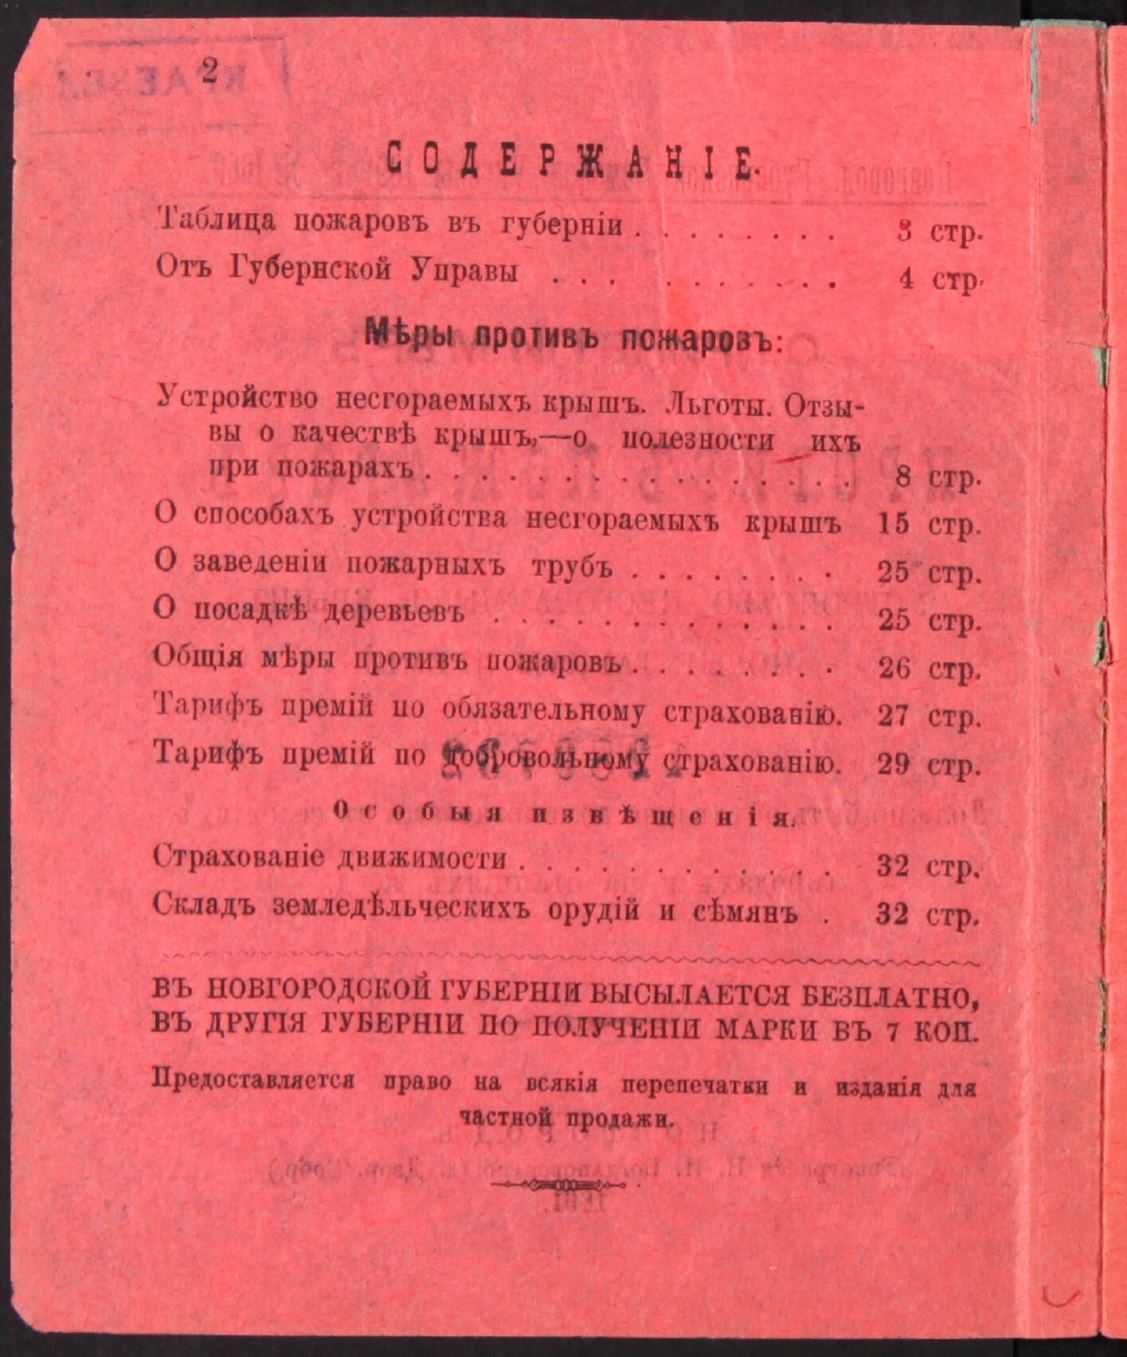 2
СОДЕРЖАНІЕ.
Таблица пожаровъ въ губерніи . . . . . . . . 3 стр.
Отъ Губернской Управы . . . . . . . . . . 4 стр.
Мѣры противъ пожаровъ:
Устройство несгораемыхъ крышъ. Льготы. Отзы-
вы о качествѣ крышъ,—о полезности ихъ
при пожарахъ . . . . . . . . . . . . . . . . 8 стр.
О способахъ устройства несгораемыхъ крышъ 15 стр.
О заведеніи пожарныхъ трубъ . . . . . . . . 25 стр.
О посадкѣ деревьевъ . . . . . . . . . . . . . 25 стр.
Общія мѣры противъ пожаровъ . . . . . . . . 26 стр.
Тарифъ премій по обязательному страхованію. 27 стр.
Тарифъ премій по добровольному страхованію. 29 стр.
Особыя извѣщенія.
Страхованіе движимости . . . . . . . . . . . . 32 стр.
Складъ земледѣльческихъ орудій и сѣмянъ . 32 стр.
ВЪ НОВГОРОДСКОЙ ГУБЕРНІИ ВЫСЫЛАЕТСЯ БЕЗПЛАТНО,
ВЪ ДРУГІЯ ГУБЕРНІИ ПО ПОЛУЧЕНІИ МАРКИ ВЪ 7 КОП.
Предоставляется право на всякія перепечатки и изданія для
частной продажи.